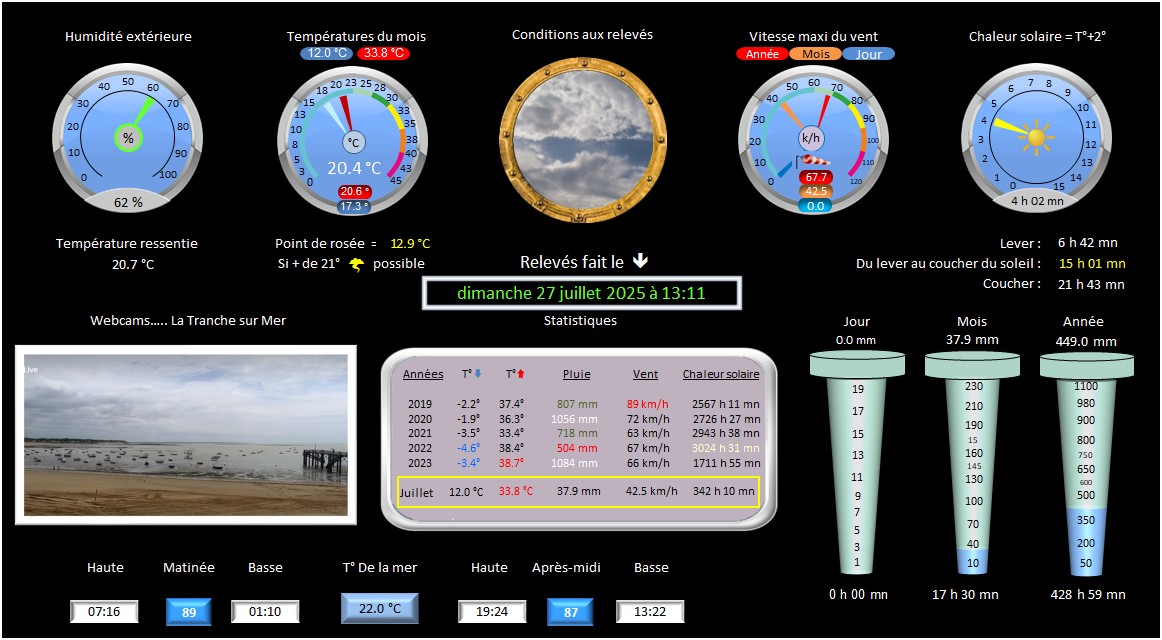 Humidité extérieure
Températures du mois
12.0 °C 33.8 °C
Conditions aux relevés
Vitesse maxi du vent
Année Mois Jour
Chaleur solaire = T°+2°
0 10 20 30 40 50 60 70 80 90 100
%
62 %
0 3 5 8 10 13 15 18 20 23 25 28 30 33 35 38 40 43 45
°C
20.4 °C
20.6 °
17.3 °
0 10 20 30 40 50 60 70 80 90 100 110 120
k/h
67.7
42.5
0.0
0 1 2 3 4 5 6 7 8 9 10 11 12 13 14 15
4 h 02 mn
Température ressentie
20.7 °C
Point de rosée = 12.9 °C
Si + de 21° possible
Relevés fait le
dimanche 27 juillet 2025 à 13:11
Lever : 6 h 42 mn
Du lever au coucher du soleil : 15 h 01 mn
Coucher : 21 h 43 mn
Webcams….. La Tranche sur Mer
Live
Statistiques
Années T° T° Pluie Vent Chaleur solaire
2019 -2.2° 37.4° 807 mm 89 km/h 2567 h 11 mn
2020 -1.9° 36.3° 1056 mm 72 km/h 2726 h 27 mn
2021 -3.5° 33.4° 718 mm 63 km/h 2943 h 38 mn
2022 -4.6° 38.4° 504 mm 67 km/h 3024 h 31 mn
2023 -3.4° 38.7° 1084 mm 66 km/h 1711 h 55 mn
Juillet 12.0 °C 33.8 °C 37.9 mm 42.5 km/h 342 h 10 mn
Jour
0.0 mm
19
17
15
13
11
9
7
5
3
1
0 h 00 mn
Mois
37.9 mm
230
210
190
15
160
145
130
100
70
40
10
17 h 30 mn
Année
449.0 mm
1100
980
900
800
750
650
600
500
350
200
50
428 h 59 mn
Haute Matinée Basse
07:16 89 01:10
T° De la mer
22.0 °C
Haute Après-midi Basse
19:24 87 13:22